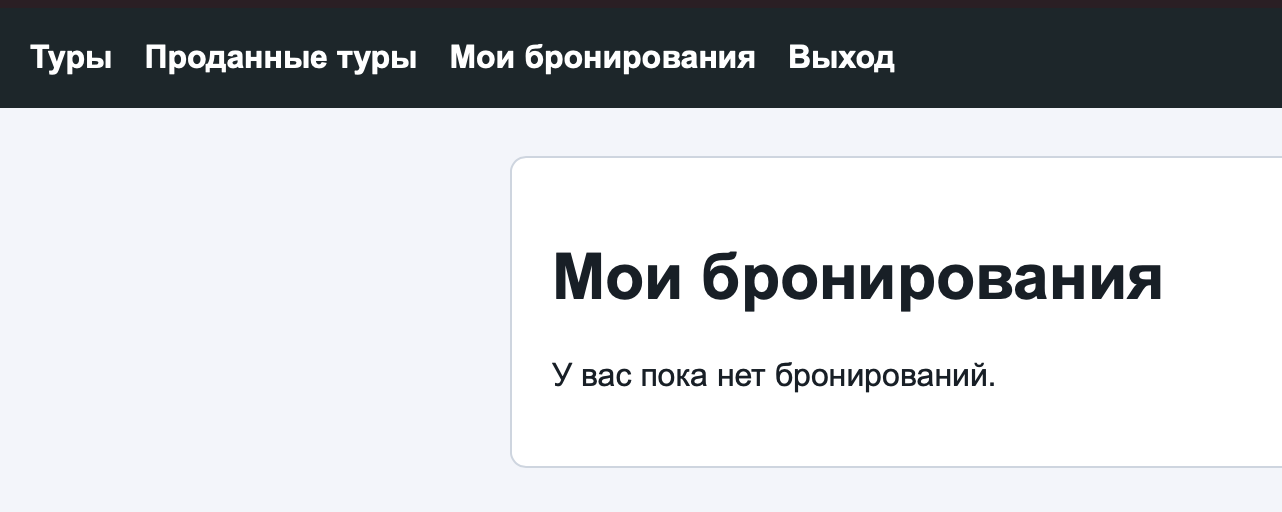 Туры Проданные туры Мои бронирования Выход
Мои бронирования
У вас пока нет бронирований.